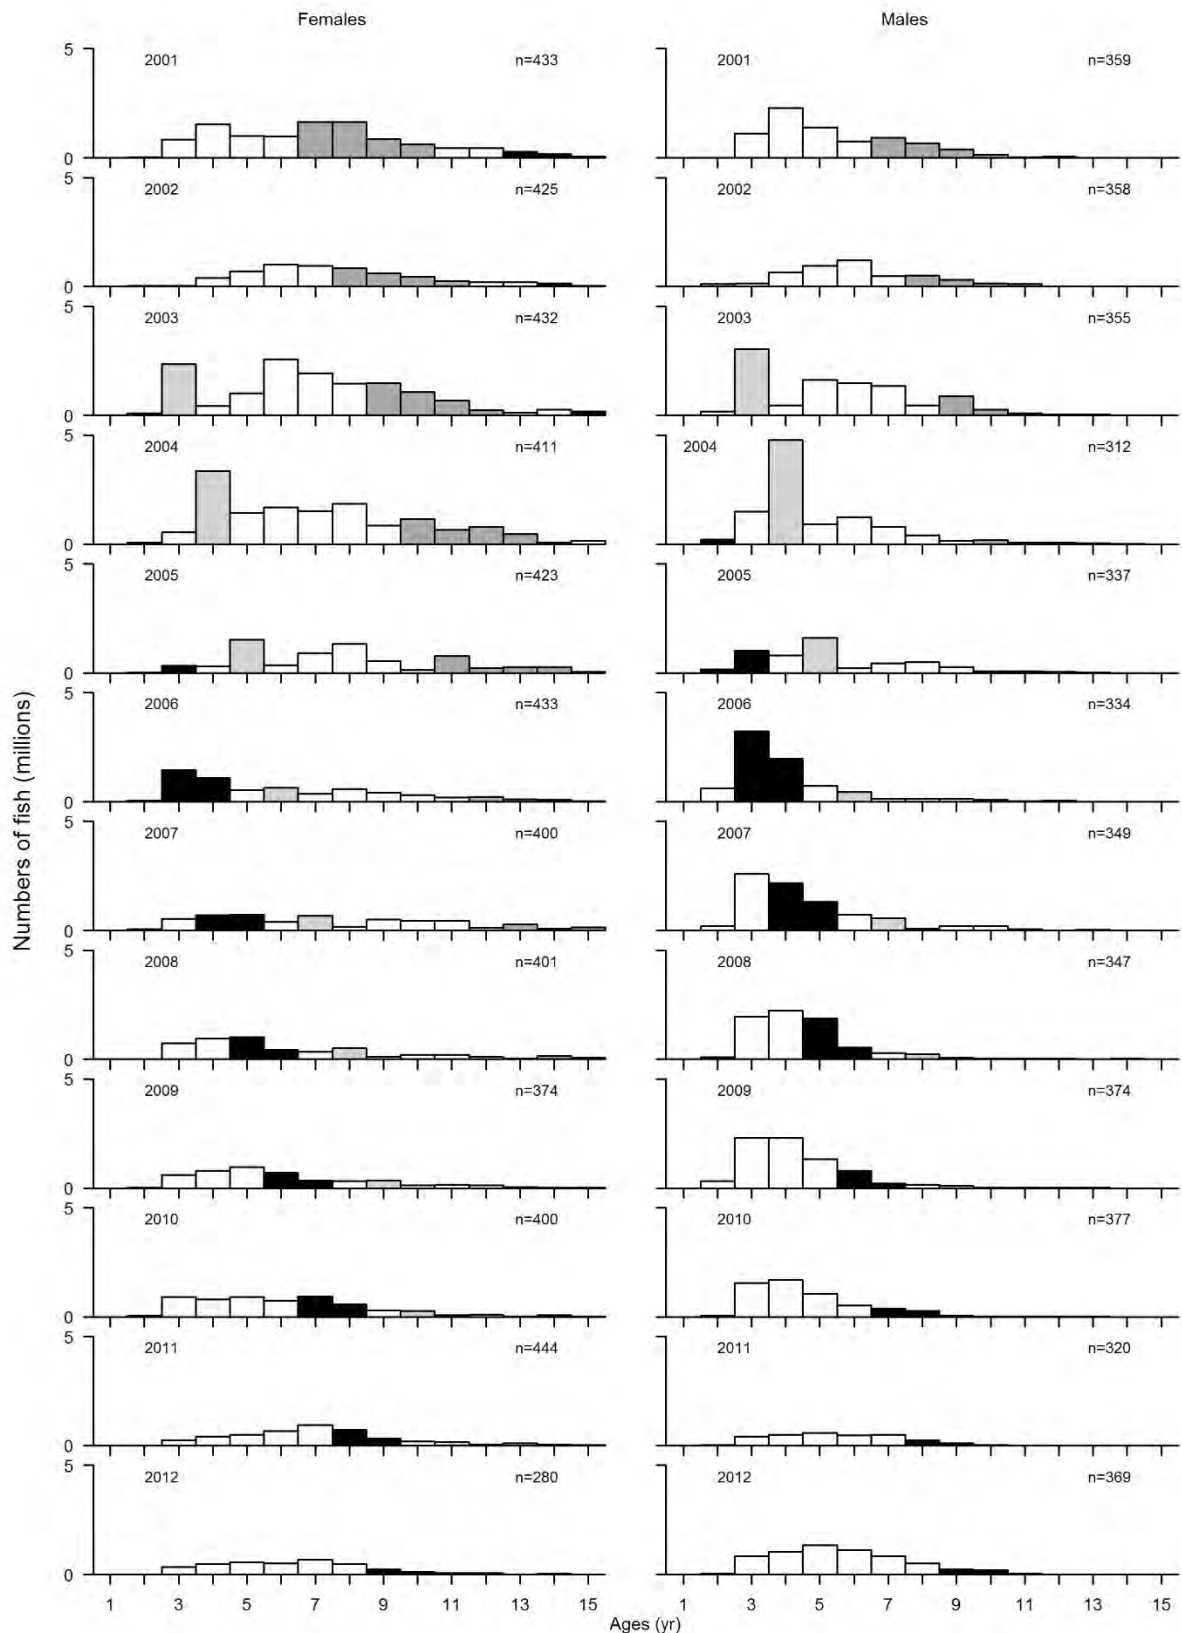 Females Males
5 2001 n=433 2001 n=359
0
5 2002 n=425 2002 n=358
0
5 2003 n=432 2003 n=355
0
5 2004 n=411 2004 n=312
0
5 2005 n=423 2005 n=337
0
5 2006 n=433 2006 n=334
0
5 2007 n=400 2007 n=349
0
5 2008 n=401 2008 n=347
0
5 2009 n=374 2009 n=374
0
5 2010 n=400 2010 n=377
0
5 2011 n=444 2011 n=320
0
5 2012 n=280 2012 n=369
0
1 3 5 7 9 11 13 15 1 3 5 7 9 11 13 15
Ages (yr)
Numbers of fish (millions)